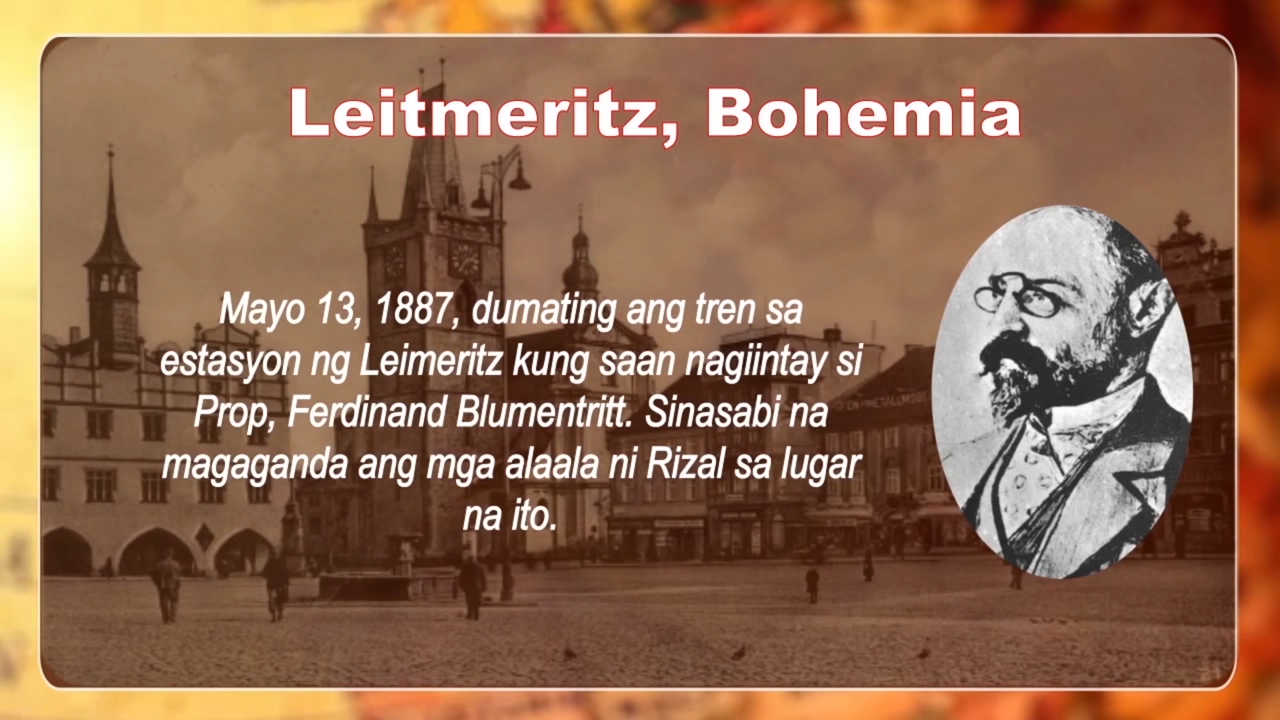 Leitmeritz, Bohemia
Mayo 13, 1887, dumating ang tren sa
estasyon ng Leimeritz kung saan nagiintay si
Prop, Ferdinand Blumentritt. Sinasabi na
magaganda ang mga alaala ni Rizal sa lugar
na ito.